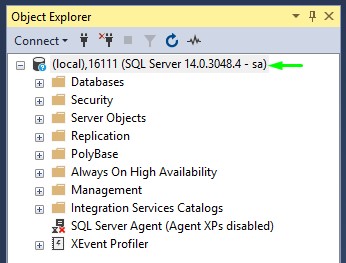 Object Explorer
Connect
(local),16111 (SQL Server 14.0.3048.4 - sa)
Databases
Security
Server Objects
Replication
PolyBase
Always On High Availability
Management
Integration Services Catalogs
SQL Server Agent (Agent XPs disabled)
XEvent Profiler